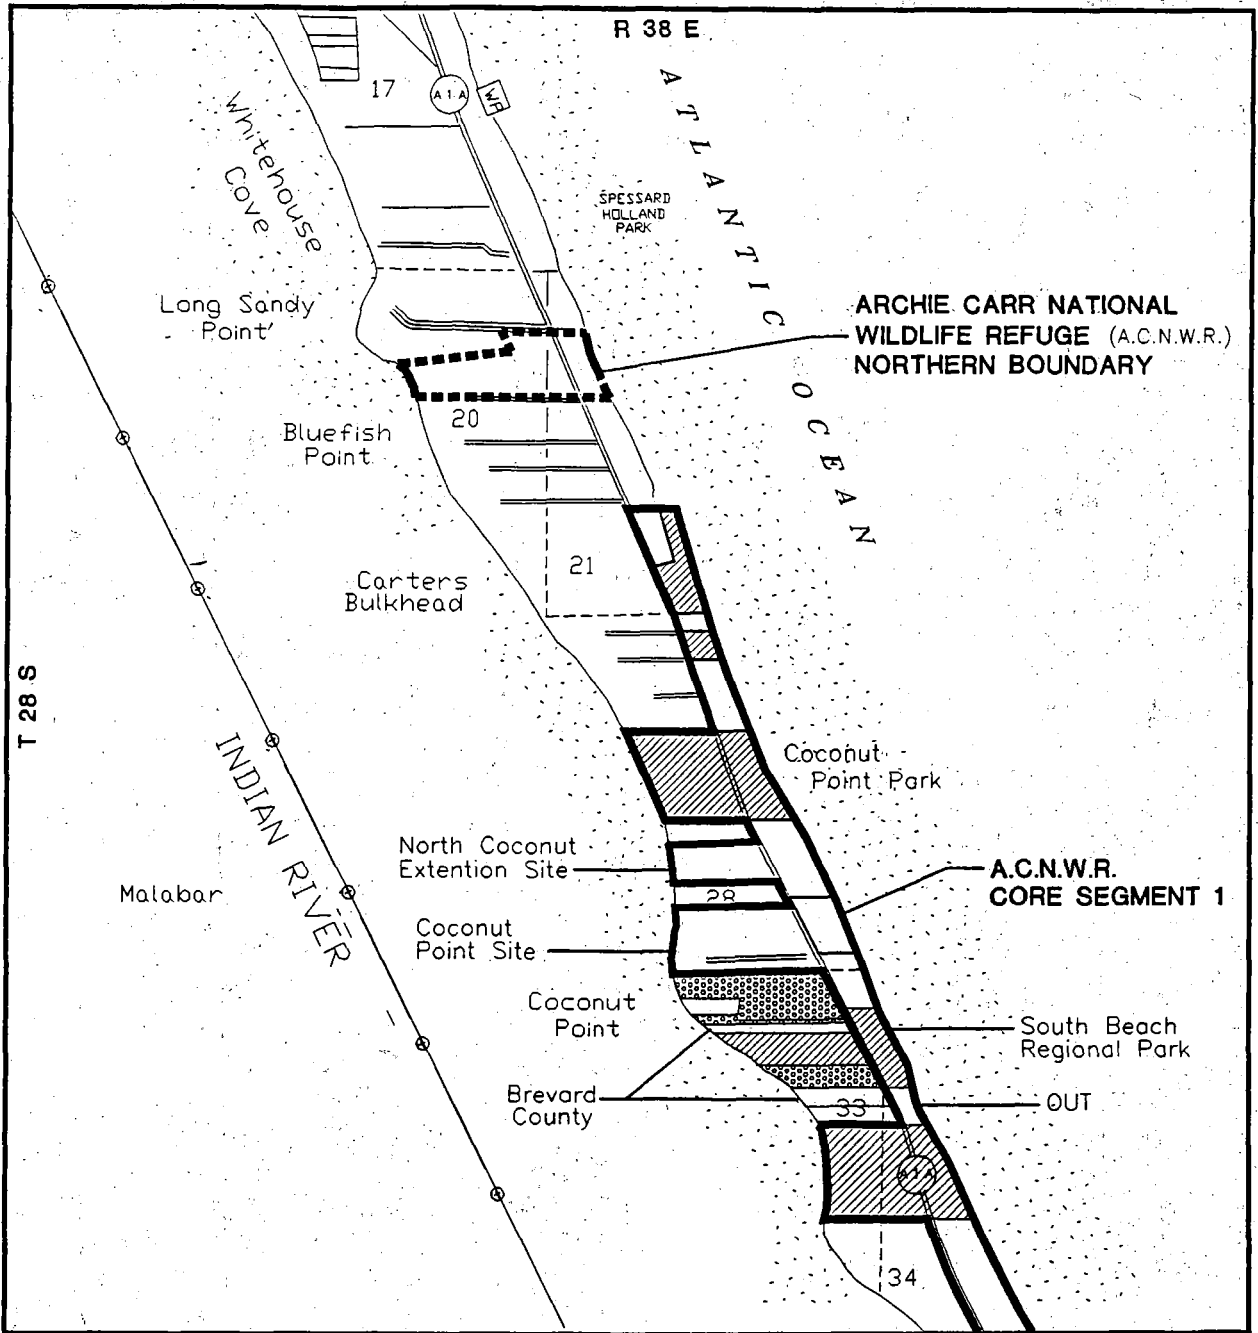 R 38 E
17
A1A
WP
Whitehouse
Cove
ATLANTIC OCEAN
SPESSARD
HOLLAND
PARK
Long Sandy
Point
ARCHIE CARR NATIONAL
WILDLIFE REFUGE (A.C.N.W.R.)
NORTHERN BOUNDARY
20
Bluefish
Point
21
Carters
Bulkhead
T 28 S
INDIAN RIVER
Coconut
Point Park
North Coconut
Extention Site
28
A.C.N.W.R.
CORE SEGMENT 1
Malabar
Coconut
Point Site
Coconut
Point
South Beach
Regional Park
Brevard
County
33
OUT
A1A
34